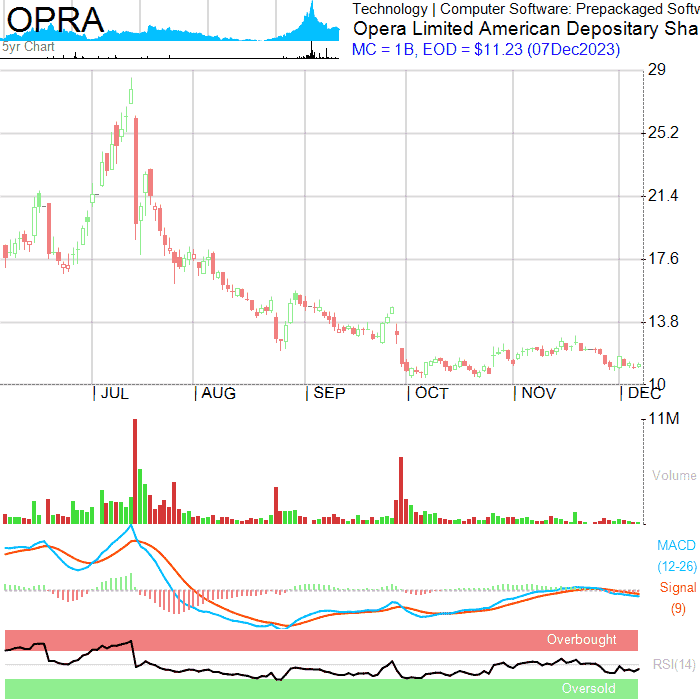 OPRA
5yr Chart
Technology | Computer Software: Prepackaged Softw
Opera Limited American Depositary Sha
MC = 1B, EOD = $11.23 (07Dec2023)
29
25.2
21.4
17.6
13.8
10
JUL AUG SEP OCT NOV DEC
11M
Volume
MACD
(12-26)
Signal
(9)
Overbought
RSI(14)
Oversold